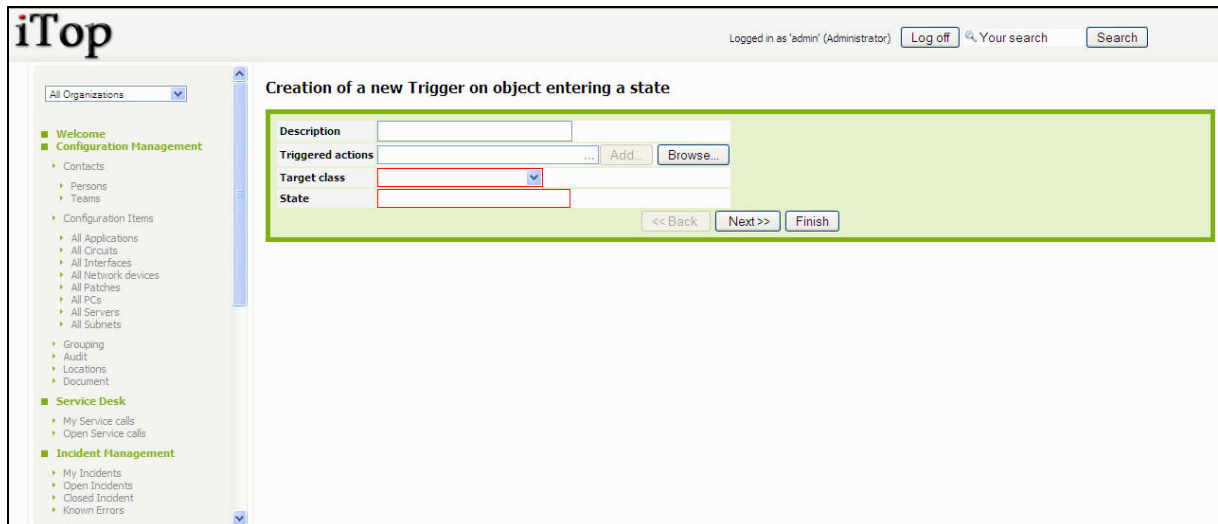 iTop
Logged in as 'admin' (Administrator) Log off Your search Search
All Organizations
Welcome
Configuration Management
Contacts
Persons
Teams
Configuration Items
All Applications
All Circuits
All Interfaces
All Network devices
All Patches
All PCs
All Servers
All Subnets
Grouping
Audit
Locations
Document
Service Desk
My Service calls
Open Service calls
Incident Management
My Incidents
Open Incidents
Closed Incident
Known Errors
Creation of a new Trigger on object entering a state
Description
Triggered actions ... Add... Browse...
Target class
State
<< Back Next >> Finish